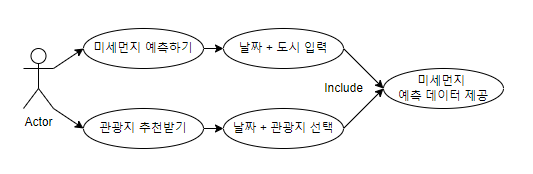 미세먼지 예측하기
날짜 + 도시 입력
Include
미세먼지
예측 데이터 제공
Actor
관광지 추천받기
날짜 + 관광지 선택